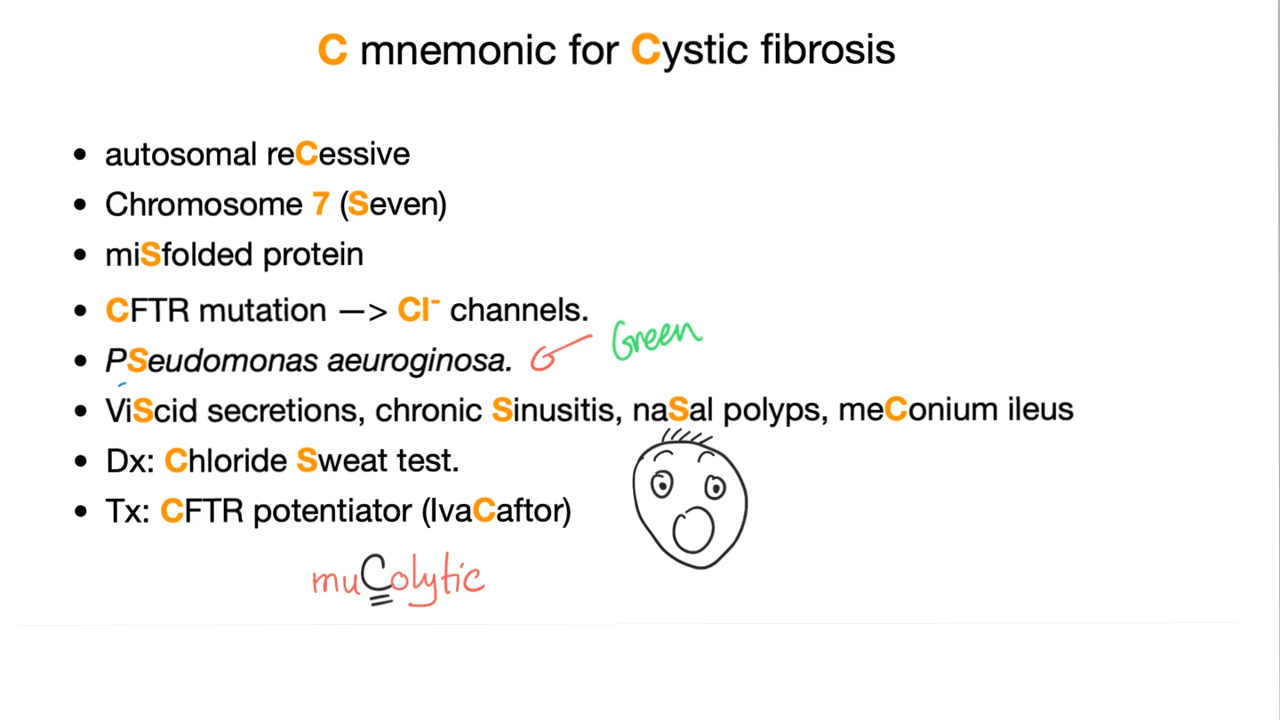 C mnemonic for Cystic fibrosis
• autosomal reCessive
• Chromosome 7 (Seven)
• miSfolded protein
• CFTR mutation —> Cl⁻ channels.
• PSeudomonas aeuroginosa. Green
• ViScid secretions, chronic Sinusitis, naSal polyps, meConium ileus
• Dx: Chloride Sweat test.
• Tx: CFTR potentiator (IvaCaftor)
muColytic